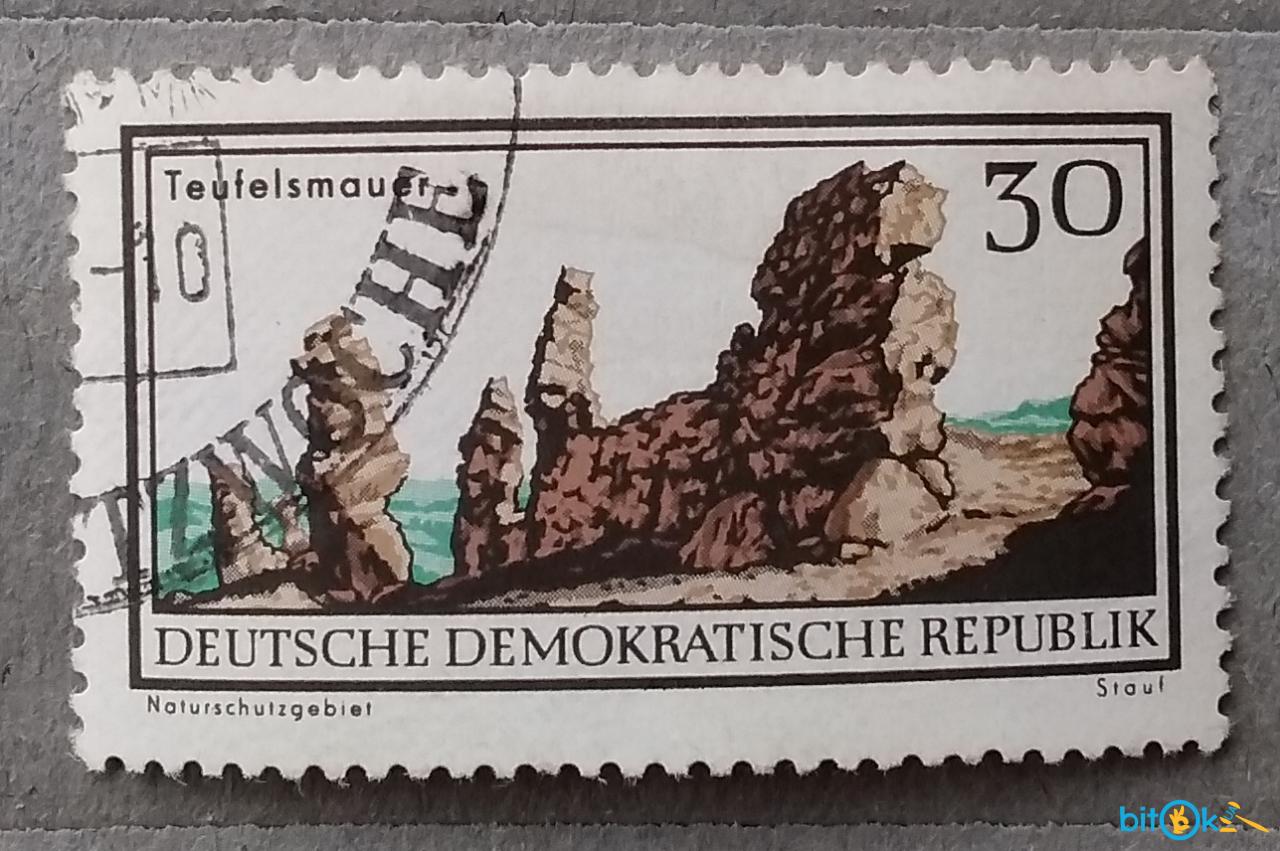 Teufelsmauer
30
DEUTSCHE DEMOKRATISCHE REPUBLIK
Naturschutzgebiet
Stauf
bitOk